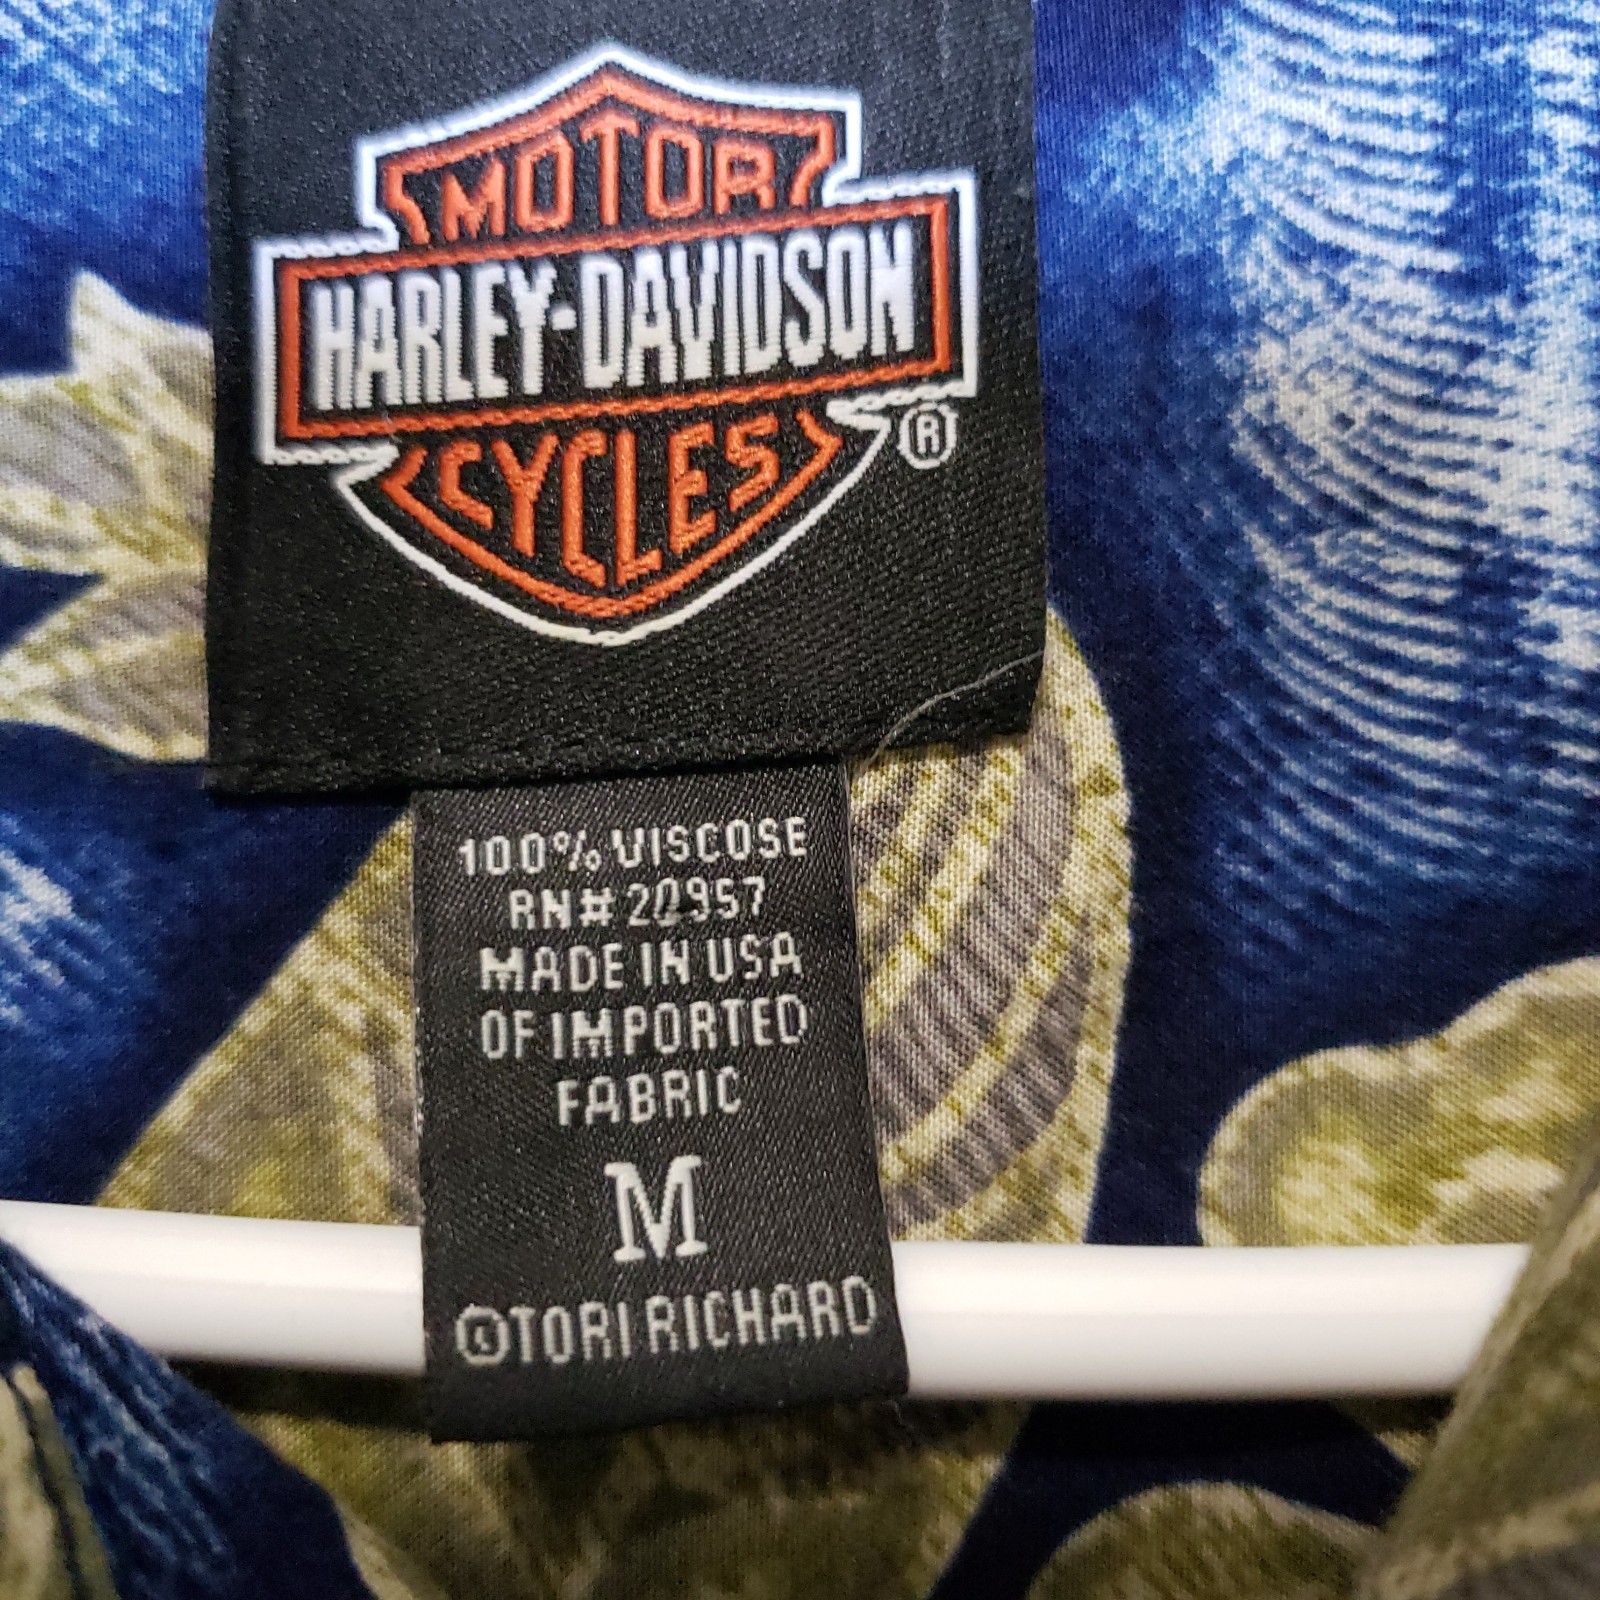 MOTOR
HARLEY-DAVIDSON
CYCLES ®
100% VISCOSE
RN# 20957
MADE IN USA
OF IMPORTED
FABRIC
M
©TORI RICHARD